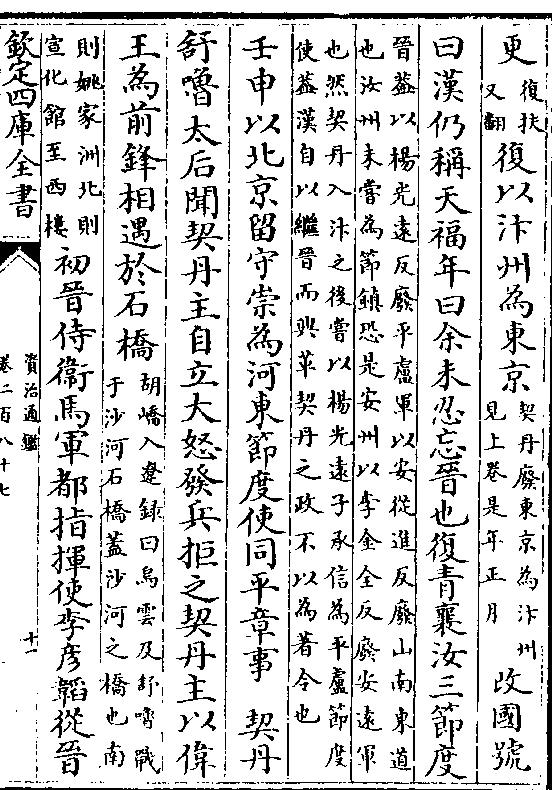 更復扶又翻復以汴州為東京契丹廢東京為汴州見上卷是年正月改國號
曰漢仍稱天福年曰余未忍忘晉也復青襄汝三節度
晉蓋以楊光遠反廢平盧軍以安從進反廢山南東道
也汝州未嘗為節鎮恐是安州以李金全反廢安遠軍
也然契丹入汴之後嘗以楊光遠子承信為平盧節度
使蓋漢自以繼晉而興革契丹之政不以為著令也
壬申以北京留守崇為河東節度使同平章事 契丹
舒嚕太后聞契丹主自立大怒發兵拒之契丹主以偉
王為前鋒相遇於石橋胡嶠入遼録曰烏雲及舒嚕戰于沙河石橋蓋沙河之橋也南
則姚家洲北則宣化館至西樓初晉侍衛馬軍都指揮使李彥韜從晉
欽定四庫全書
資治通鑑
卷二百八十七
十一